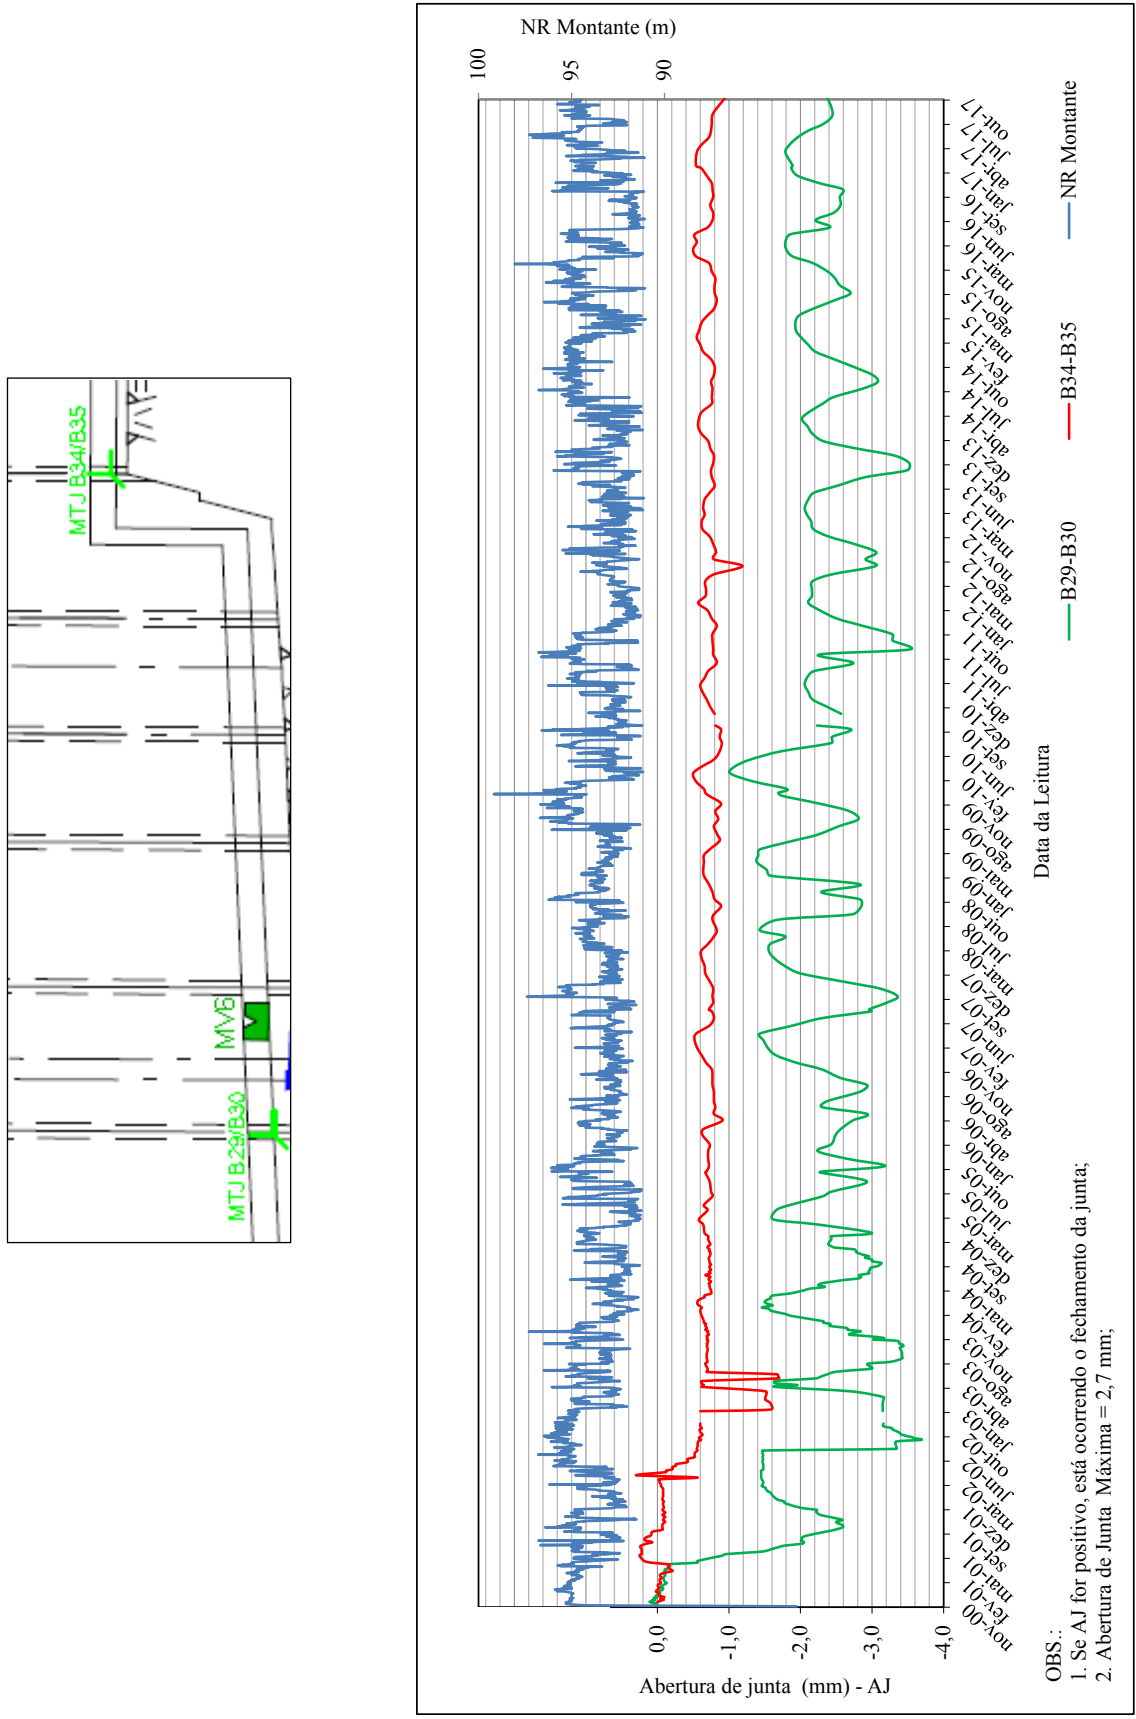 MTJ B29/B30
MV6
MTJ B34/B35
NR Montante (m)
100
95
90
0,0
-1,0
-2,0
-3,0
-4,0
Abertura de junta (mm) - AJ
nov-00
fev-01
mai-01
set-01
dez-01
mar-02
jun-02
out-02
jan-03
abr-03
ago-03
nov-03
fev-04
mai-04
set-04
dez-04
mar-05
jul-05
out-05
jan-06
abr-06
ago-06
nov-06
fev-07
jun-07
set-07
dez-07
mar-08
jul-08
out-08
jan-09
mai-09
ago-09
nov-09
fev-10
jun-10
set-10
dez-10
abr-11
jul-11
out-11
jan-12
mai-12
ago-12
nov-12
mar-13
jun-13
set-13
dez-13
abr-14
jul-14
out-14
fev-15
mai-15
ago-15
nov-15
mar-16
jun-16
set-16
jan-17
abr-17
jul-17
out-17
Data da Leitura
B29-B30
B34-B35
NR Montante
OBS.:
1. Se AJ for positivo, está ocorrendo o fechamento da junta;
2. Abertura de Junta Máxima = 2,7 mm;